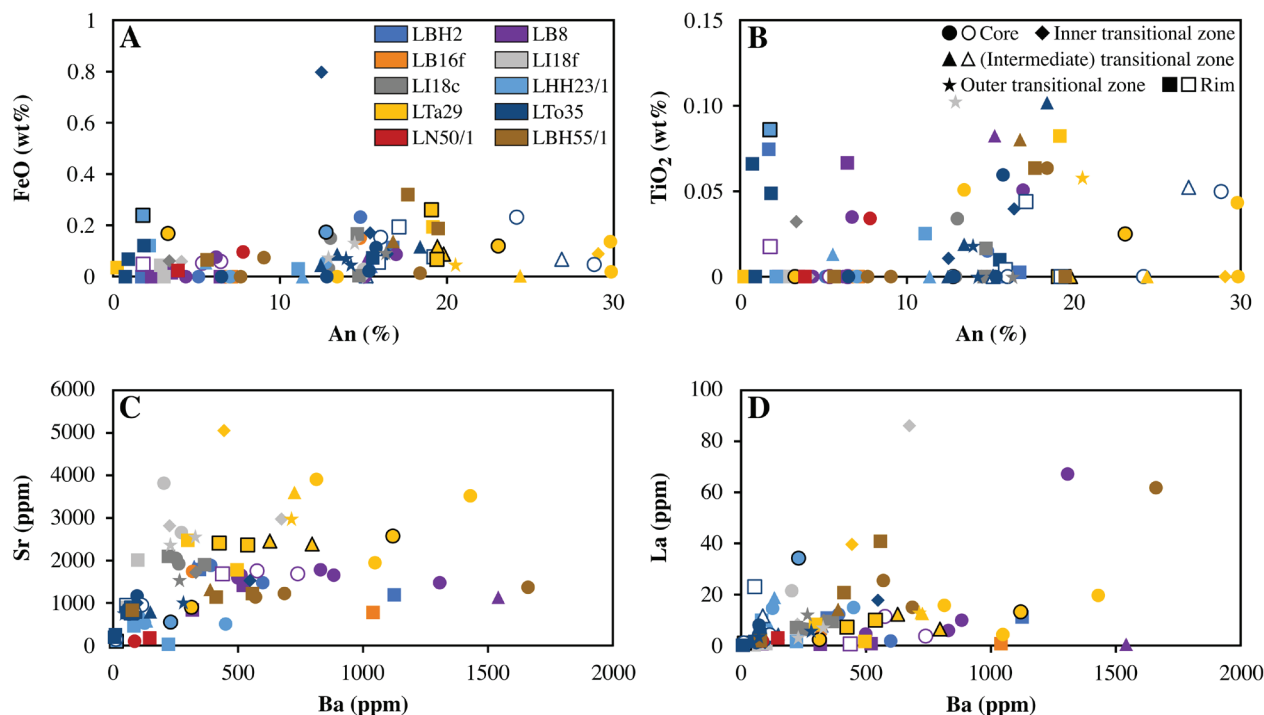 A
FeO (wt%)
1
0.8
0.6
0.4
0.2
0
LBH2
LB8
LB16f
LI18f
LI18c
LHH23/1
LTa29
LTo35
LN50/1
LBH55/1
0
10
20
30
An (%)
B
TiO2 (wt%)
0.15
0.10
0.05
0.00
Core
Inner transitional zone
(Intermediate) transitional zone
Outer transitional zone
Rim
0
10
20
30
An (%)
C
Sr (ppm)
6000
5000
4000
3000
2000
1000
0
0
500
1000
1500
2000
Ba (ppm)
D
La (ppm)
100
80
60
40
20
0
0
500
1000
1500
2000
Ba (ppm)